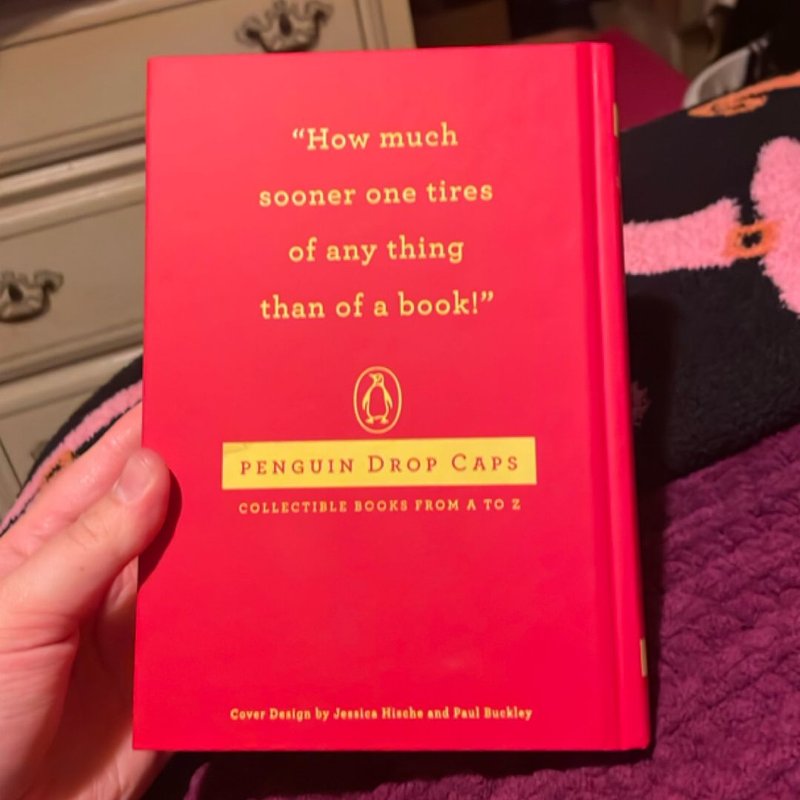 “How much
sooner one tires
of any thing
than of a book!”
PENGUIN DROP CAPS
COLLECTIBLE BOOKS FROM A TO Z
Cover Design by Jessica Hische and Paul Buckley